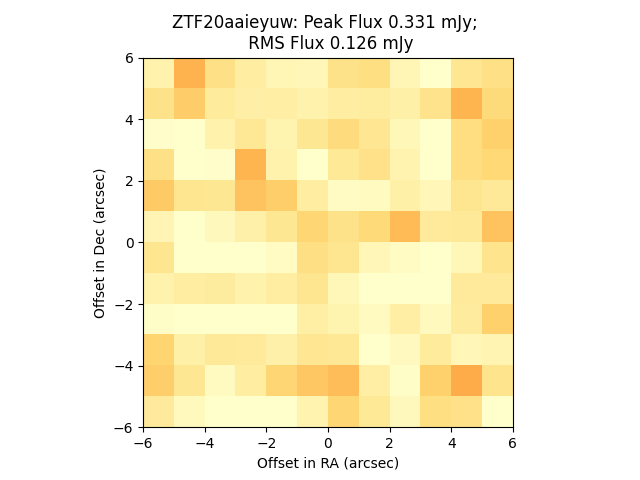 ZTF20aaieyuw: Peak Flux 0.331 mJy;
RMS Flux 0.126 mJy
6
4
2
0
−2
−4
−6
Offset in Dec (arcsec)
−6 −4 −2 0 2 4 6
Offset in RA (arcsec)